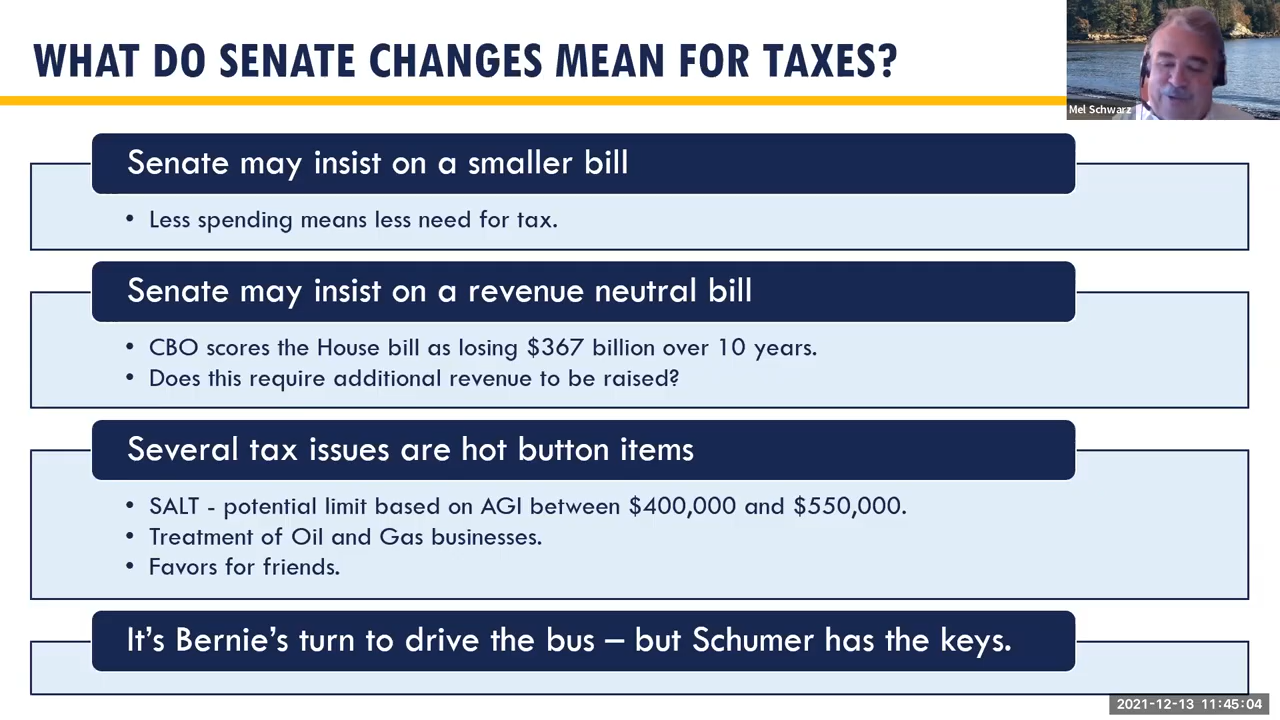 WHAT DO SENATE CHANGES MEAN FOR TAXES?
Mel Schwarz
Senate may insist on a smaller bill
• Less spending means less need for tax.
Senate may insist on a revenue neutral bill
• CBO scores the House bill as losing $367 billion over 10 years.
• Does this require additional revenue to be raised?
Several tax issues are hot button items
• SALT - potential limit based on AGI between $400,000 and $550,000.
• Treatment of Oil and Gas businesses.
• Favors for friends.
It’s Bernie’s turn to drive the bus – but Schumer has the keys.
2021-12-13 11:45:04